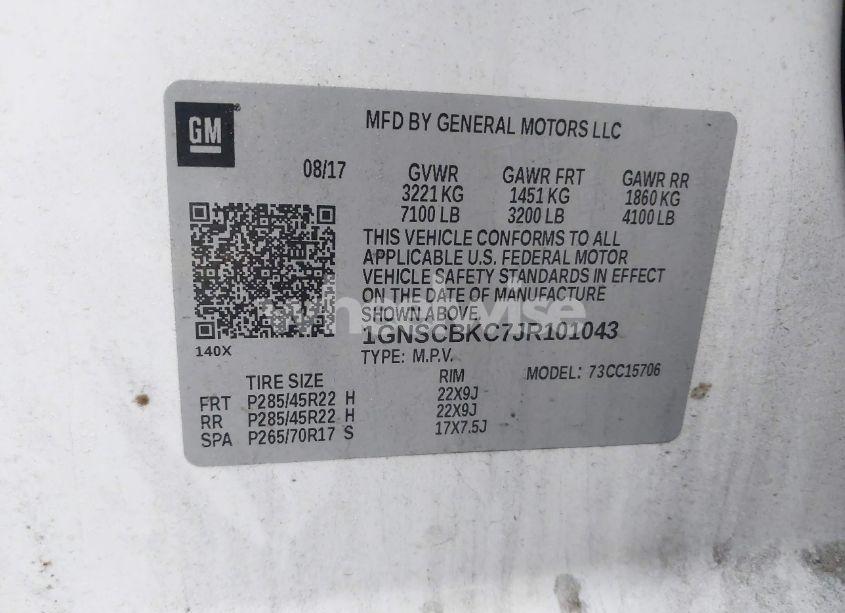 GM
MFD BY GENERAL MOTORS LLC
08/17 GVWR GAWR FRT GAWR RR
3221 KG 1451 KG 1860 KG
7100 LB 3200 LB 4100 LB
THIS VEHICLE CONFORMS TO ALL
APPLICABLE U.S. FEDERAL MOTOR
VEHICLE SAFETY STANDARDS IN EFFECT
ON THE DATE OF MANUFACTURE
SHOWN ABOVE.
1GNSCBKC7JR101043
140X
TYPE: M.P.V. MODEL: 73CC15706
TIRE SIZE RIM
FRT P285/45R22 H 22X9J
RR P285/45R22 H 22X9J
SPA P265/70R17 S 17X7.5J